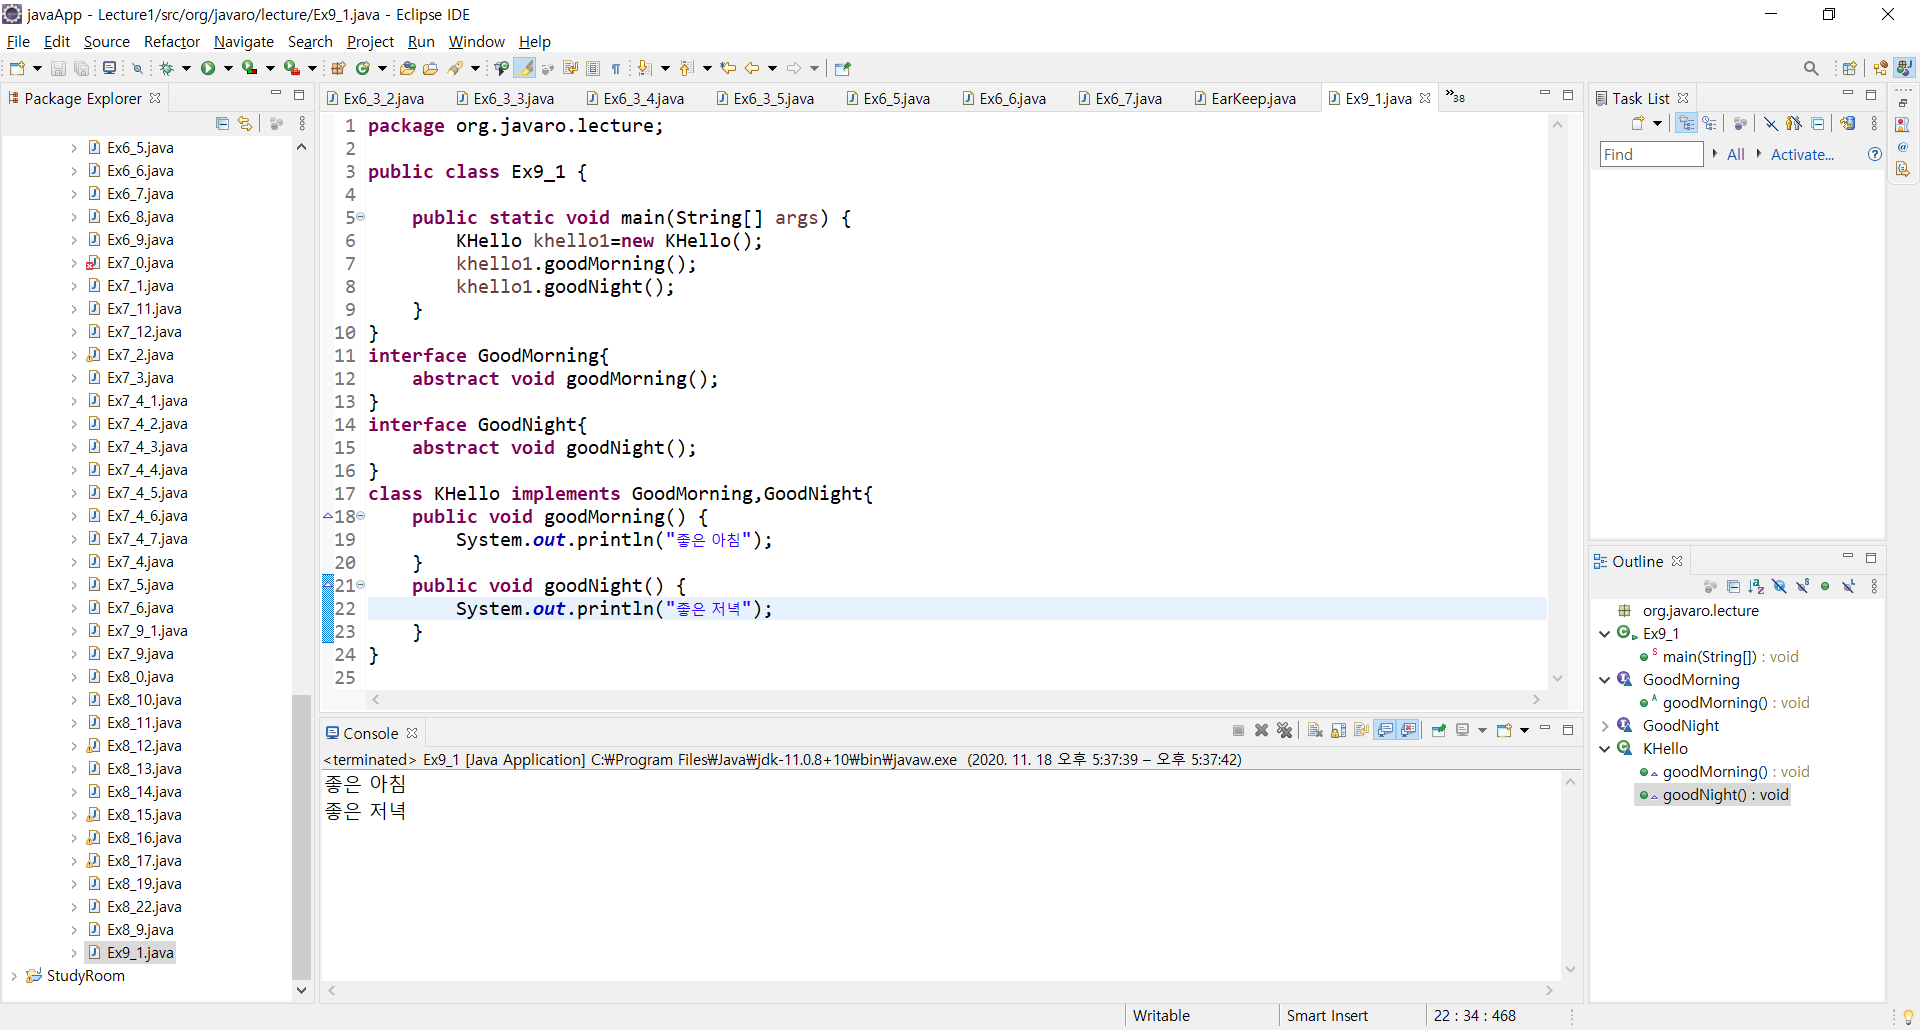 javaApp - Lecture1/src/org/javaro/lecture/Ex9_1.java - Eclipse IDE
File Edit Source Refactor Navigate Search Project Run Window Help
Package Explorer
Ex6_5.java
Ex6_6.java
Ex6_7.java
Ex6_8.java
Ex6_9.java
Ex7_0.java
Ex7_1.java
Ex7_11.java
Ex7_12.java
Ex7_2.java
Ex7_3.java
Ex7_4_1.java
Ex7_4_2.java
Ex7_4_3.java
Ex7_4_4.java
Ex7_4_5.java
Ex7_4_6.java
Ex7_4_7.java
Ex7_4.java
Ex7_5.java
Ex7_6.java
Ex7_9_1.java
Ex7_9.java
Ex8_0.java
Ex8_10.java
Ex8_11.java
Ex8_12.java
Ex8_13.java
Ex8_14.java
Ex8_15.java
Ex8_16.java
Ex8_17.java
Ex8_19.java
Ex8_22.java
Ex8_9.java
Ex9_1.java
StudyRoom
Ex6_3_2.java Ex6_3_3.java Ex6_3_4.java Ex6_3_5.java Ex6_5.java Ex6_6.java Ex6_7.java EarKeep.java Ex9_1.java »38
1 package org.javaro.lecture;
2
3 public class Ex9_1 {
4
5 public static void main(String[] args) {
6 KHello khello1=new KHello();
7 khello1.goodMorning();
8 khello1.goodNight();
9 }
10 }
11 interface GoodMorning{
12 abstract void goodMorning();
13 }
14 interface GoodNight{
15 abstract void goodNight();
16 }
17 class KHello implements GoodMorning,GoodNight{
18 public void goodMorning() {
19 System.out.println("좋은 아침");
20 }
21 public void goodNight() {
22 System.out.println("좋은 저녁");
23 }
24 }
25
Console
<terminated> Ex9_1 [Java Application] C:₩Program Files₩Java₩jdk-11.0.8+10₩bin₩javaw.exe (2020. 11. 18 오후 5:37:39 – 오후 5:37:42)
좋은 아침
좋은 저녁
Task List
Find All Activate...
Outline
org.javaro.lecture
Ex9_1
main(String[]) : void
GoodMorning
goodMorning() : void
GoodNight
KHello
goodMorning() : void
goodNight() : void
Writable Smart Insert 22 : 34 : 468